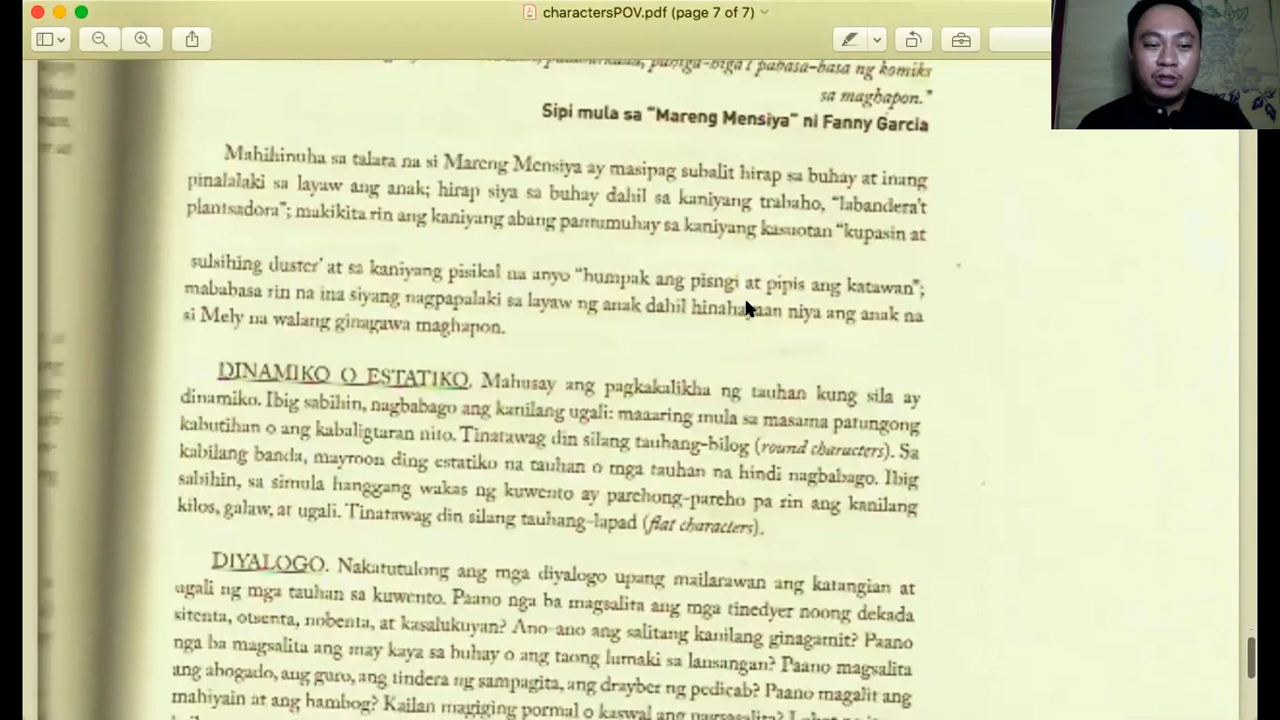 charactersPOV.pdf (page 7 of 7)
pabasa-basa ng komiks
sa maghapon."
Sipi mula sa "Mareng Mensiya" ni Fanny Garcia
Mahihinuha sa talata na si Mareng Mensiya ay masipag subalit hirap sa buhay at inang
pinalalaki sa layaw ang anak; hirap siya sa buhay dahil sa kaniyang trabaho, "labandera't
plantsadora"; makikita rin ang kaniyang abang pamumuhay sa kaniyang kasuotan "kupasin at
sulsihing duster' at sa kaniyang pisikal na anyo "humpak ang pisngi at pipis ang katawan";
mababasa rin na ina siyang nagpapalaki sa layaw ng anak dahil hinahayaan niya ang anak na
si Mely na walang ginagawa maghapon.
DINAMIKO O ESTATIKO. Mahusay ang pagkakalikha ng tauhan kung sila ay
dinamiko. Ibig sabihin, nagbabago ang kanilang ugali: maaaring mula sa masama patungong
kabutihan o ang kabaligtaran nito. Tinatawag din silang tauhang-bilog (round characters). Sa
kabilang banda, mayroon ding estatiko na tauhan o mga tauhan na hindi nagbabago. Ibig
sabihin, sa simula hanggang wakas ng kuwento ay parehong-pareho pa rin ang kanilang
kilos, galaw, at ugali. Tinatawag din silang tauhang-lapad (flat characters).
DIYALOGO. Nakatutulong ang mga diyalogo upang mailarawan ang katangian at
ugali ng mga tauhan sa kuwento. Paano nga ba magsalita ang mga tinedyer noong dekada
sitenta, otsenta, nobenta, at kasalukuyan? Ano-ano ang salitang kanilang ginagamit? Paano
nga ba magsalita ang may kaya sa buhay o ang taong lumaki sa lansangan? Paano magsalita
ang abogado, ang guro, ang tindera ng sampagita, ang drayber ng pedicab? Paano magalit ang
mahiyain at ang hambog? Kailan magiging pormal o kaswal ang pagsasalita?